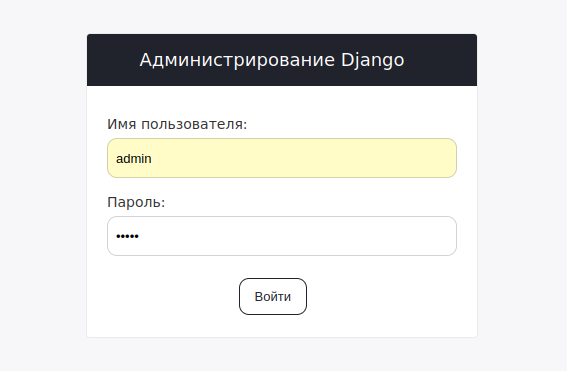 Администрирование Django
Имя пользователя:
admin
Пароль:
•••••
Войти